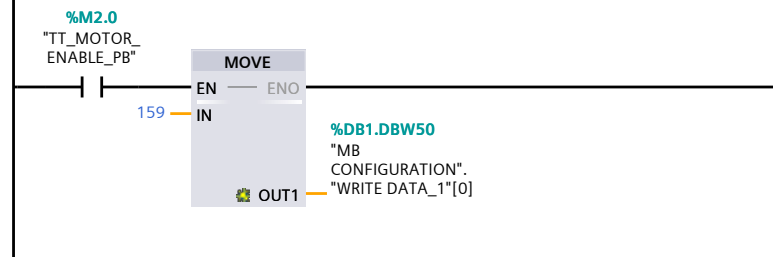 %M2.0
"TT_MOTOR_
ENABLE_PB"
MOVE
EN
ENO
159
IN
%DB1.DBW50
"MB
CONFIGURATION".
"WRITE DATA_1"[0]
OUT1